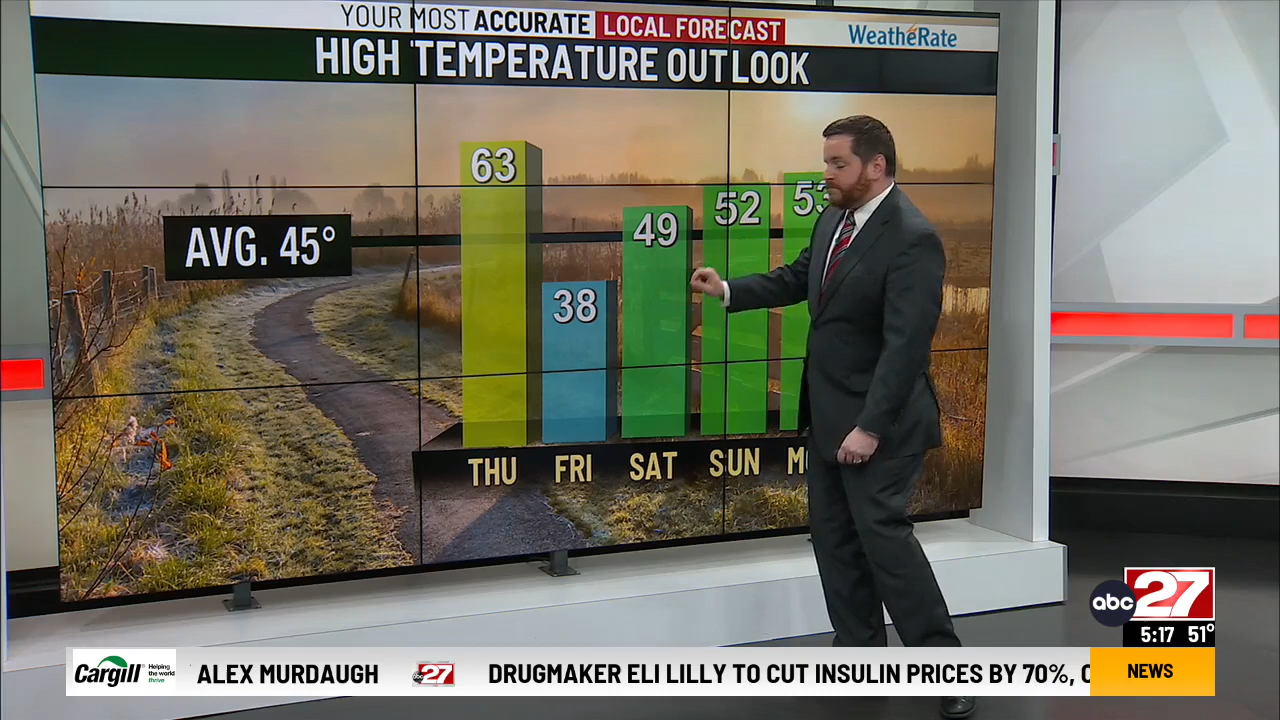 YOUR MOST ACCURATE LOCAL FORECAST
WeatheRate
HIGH TEMPERATURE OUTLOOK
AVG. 45°
63
38
49
52
53
THU
FRI
SAT
SUN
abc 27
5:17 51°
Cargill
Helping
the world
thrive
ALEX MURDAUGH
abc 27
DRUGMAKER ELI LILLY TO CUT INSULIN PRICES BY 70%,
NEWS